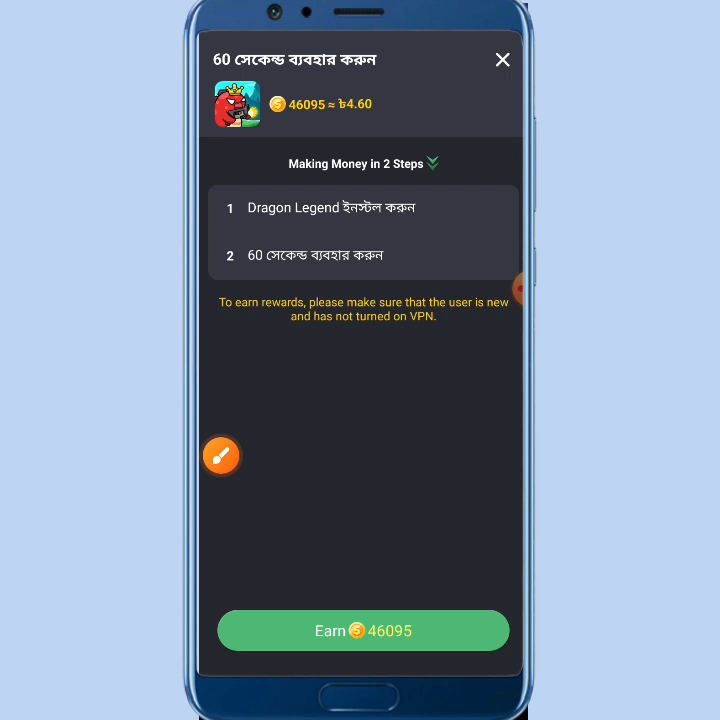 60 সেকেন্ড ব্যবহার করুন
46095 ≈ ৳4.60
Making Money in 2 Steps
1 Dragon Legend ইনস্টল করুন
2 60 সেকেন্ড ব্যবহার করুন
To earn rewards, please make sure that the user is new
and has not turned on VPN.
Earn 46095